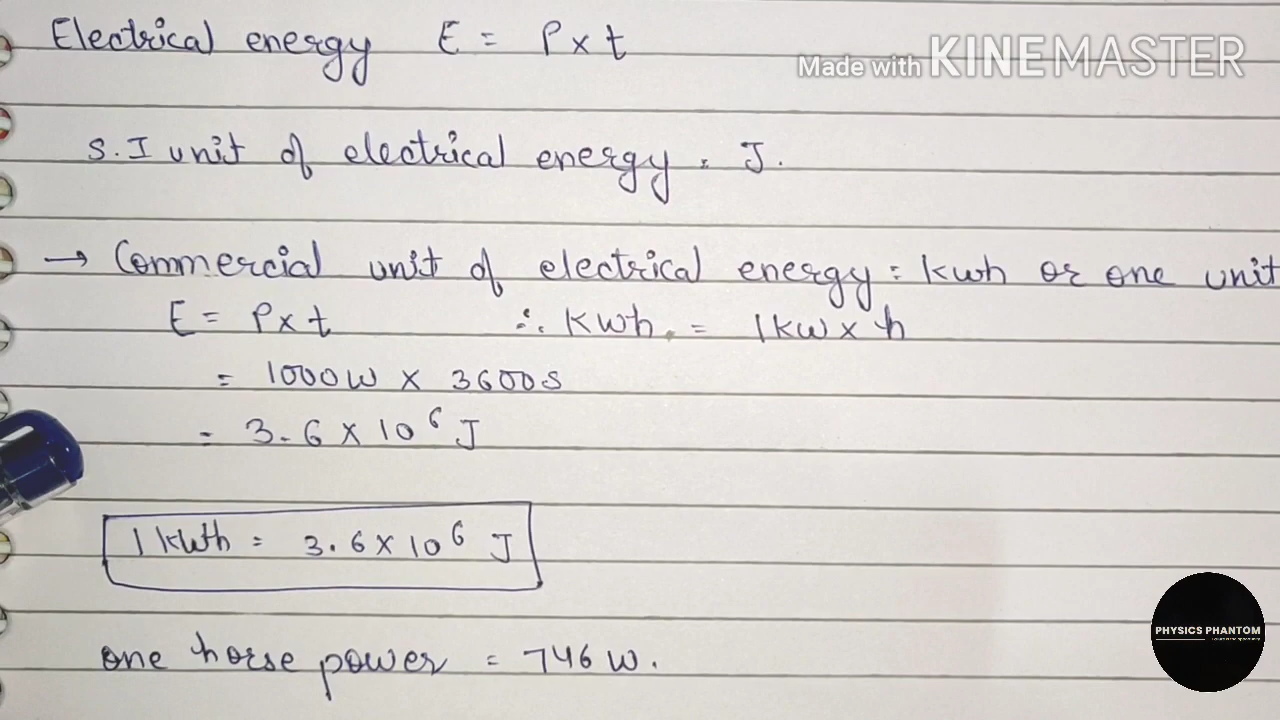 Electrical energy E = P x t
Made with KINEMASTER
S.I unit of electrical energy = J.
→ Commercial unit of electrical energy = kwh or one unit
E = P x t ∴ KWh = 1kw x h
= 1000W x 3600s
= 3.6 x 10⁶ J
1 kWh = 3.6 x 10⁶ J
PHYSICS PHANTOM
one horse power = 746 w.